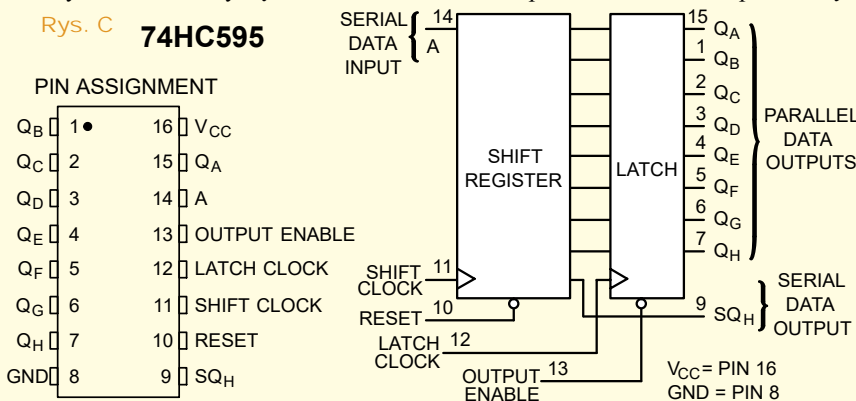 Rys. C
74HC595
PIN ASSIGNMENT
QB 1 16 VCC
QC 2 15 QA
QD 3 14 A
QE 4 13 OUTPUT ENABLE
QF 5 12 LATCH CLOCK
QG 6 11 SHIFT CLOCK
QH 7 10 RESET
GND 8 9 SQH
SERIAL
DATA
INPUT
14
A
SHIFT
REGISTER
LATCH
15 QA
1 QB
2 QC
3 QD
4 QE
5 QF
6 QG
7 QH
PARALLEL
DATA
OUTPUTS
SHIFT
CLOCK
11
RESET 10
LATCH
CLOCK
12
OUTPUT
ENABLE
13
9 SQH
SERIAL
DATA
OUTPUT
VCC = PIN 16
GND = PIN 8